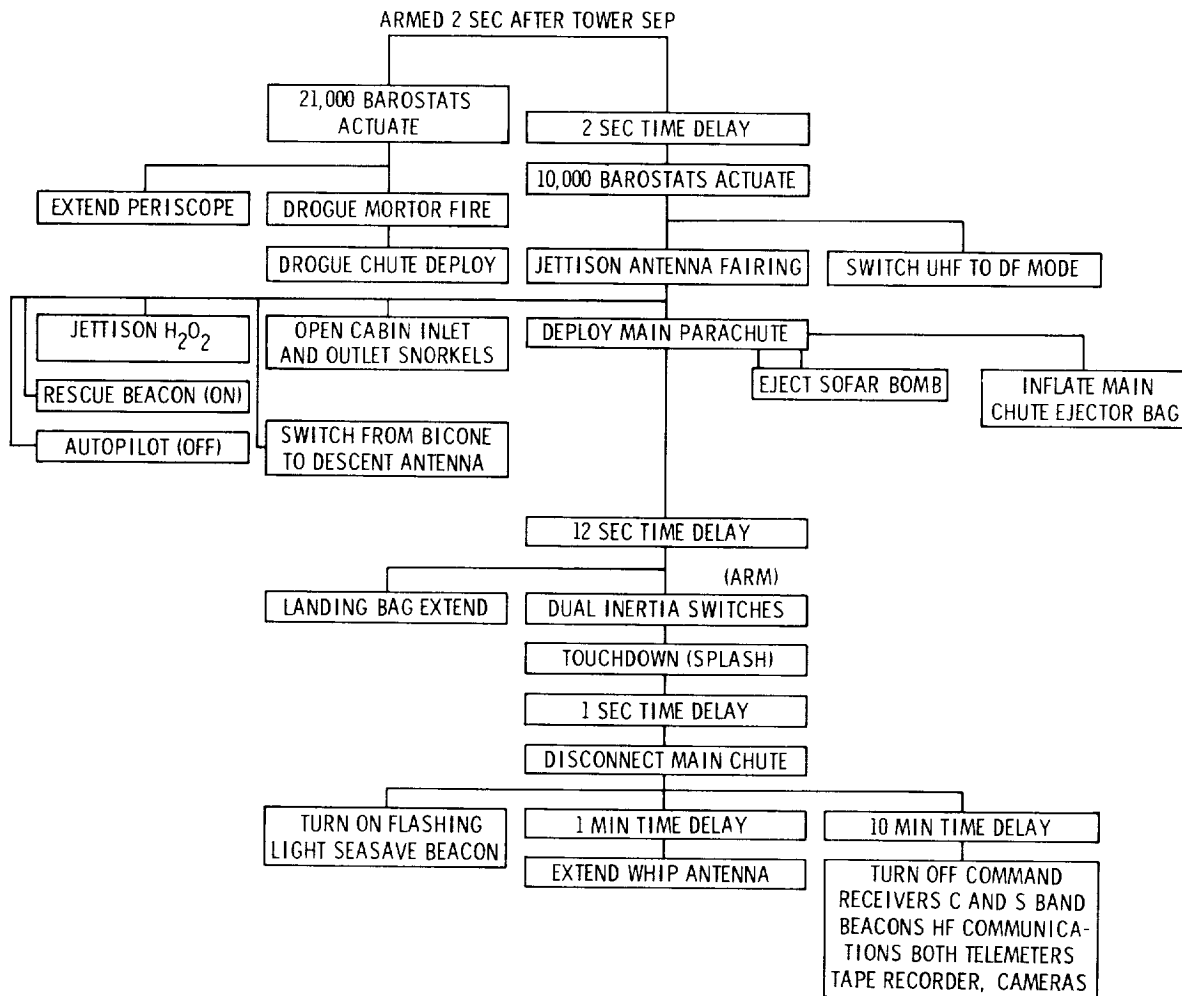 ARMED 2 SEC AFTER TOWER SEP
21,000 BAROSTATS
ACTUATE
2 SEC TIME DELAY
10,000 BAROSTATS ACTUATE
EXTEND PERISCOPE
DROGUE MORTOR FIRE
DROGUE CHUTE DEPLOY
JETTISON ANTENNA FAIRING
SWITCH UHF TO DF MODE
JETTISON H2O2
OPEN CABIN INLET
AND OUTLET SNORKELS
DEPLOY MAIN PARACHUTE
EJECT SOFAR BOMB
INFLATE MAIN
CHUTE EJECTOR BAG
RESCUE BEACON (ON)
AUTOPILOT (OFF)
SWITCH FROM BICONE
TO DESCENT ANTENNA
12 SEC TIME DELAY
(ARM)
LANDING BAG EXTEND
DUAL INERTIA SWITCHES
TOUCHDOWN (SPLASH)
1 SEC TIME DELAY
DISCONNECT MAIN CHUTE
TURN ON FLASHING
LIGHT SEASAVE BEACON
1 MIN TIME DELAY
EXTEND WHIP ANTENNA
10 MIN TIME DELAY
TURN OFF COMMAND
RECEIVERS C AND S BAND
BEACONS HF COMMUNICA-
TIONS BOTH TELEMETERS
TAPE RECORDER, CAMERAS